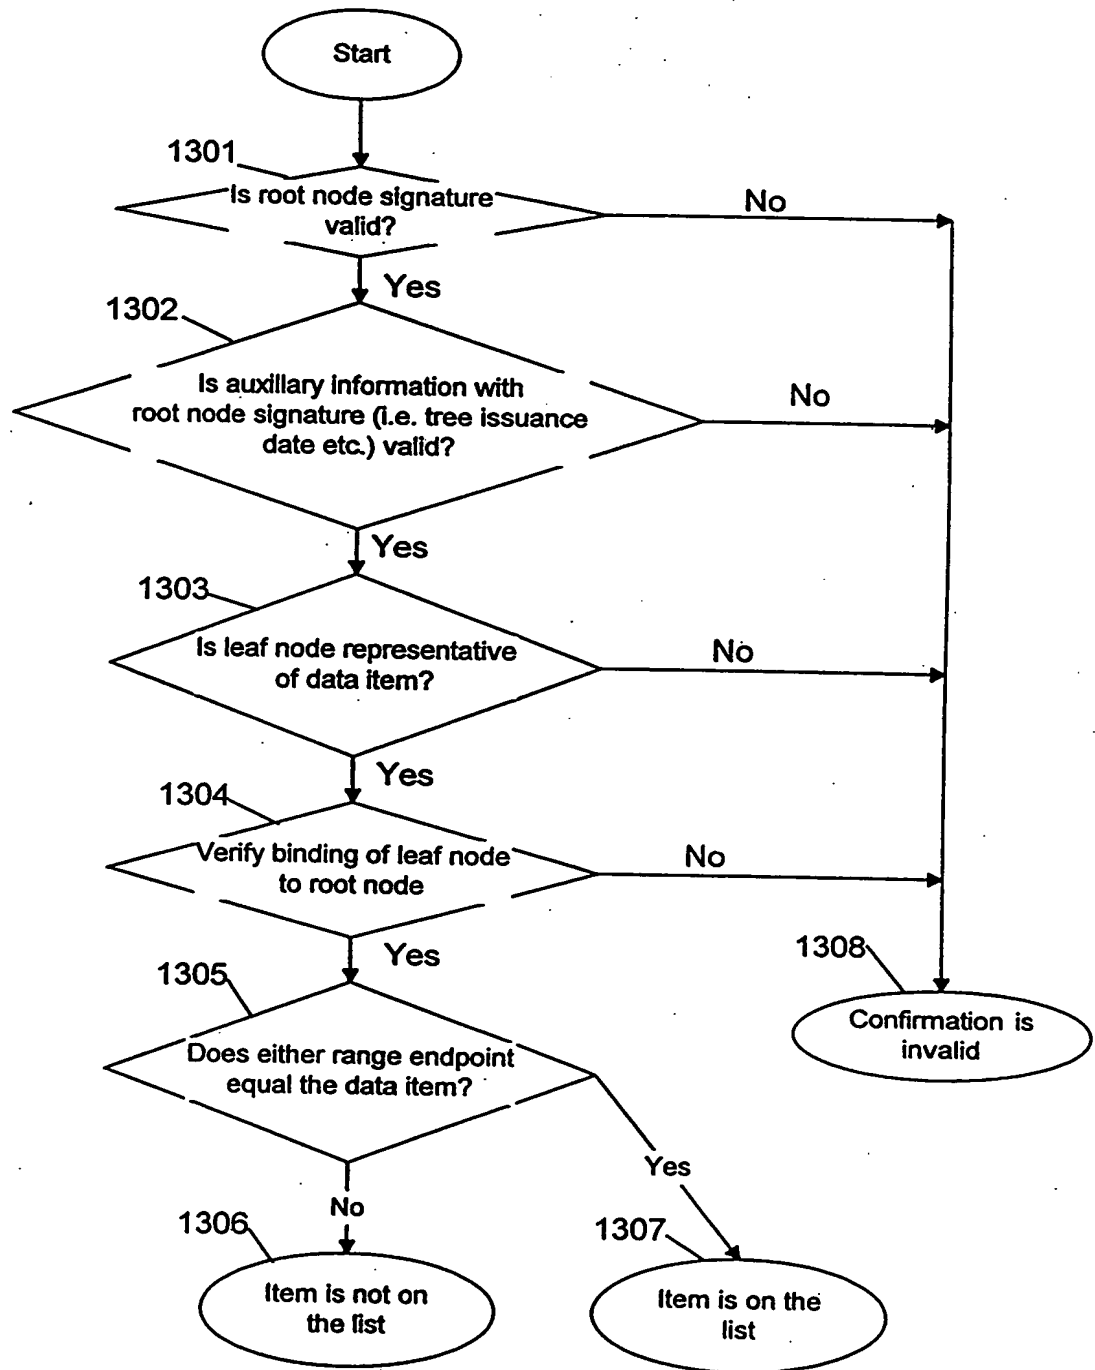 Start
1301
Is root node signature
valid?
No
Yes
1302
Is auxillary information with
root node signature (i.e. tree issuance
date etc.) valid?
No
Yes
1303
Is leaf node representative
of data item?
No
Yes
1304
Verify binding of leaf node
to root node
No
Yes
1308
Confirmation is
invalid
1305
Does either range endpoint
equal the data item?
Yes
No
1306
Item is not on
the list
1307
Item is on the
list